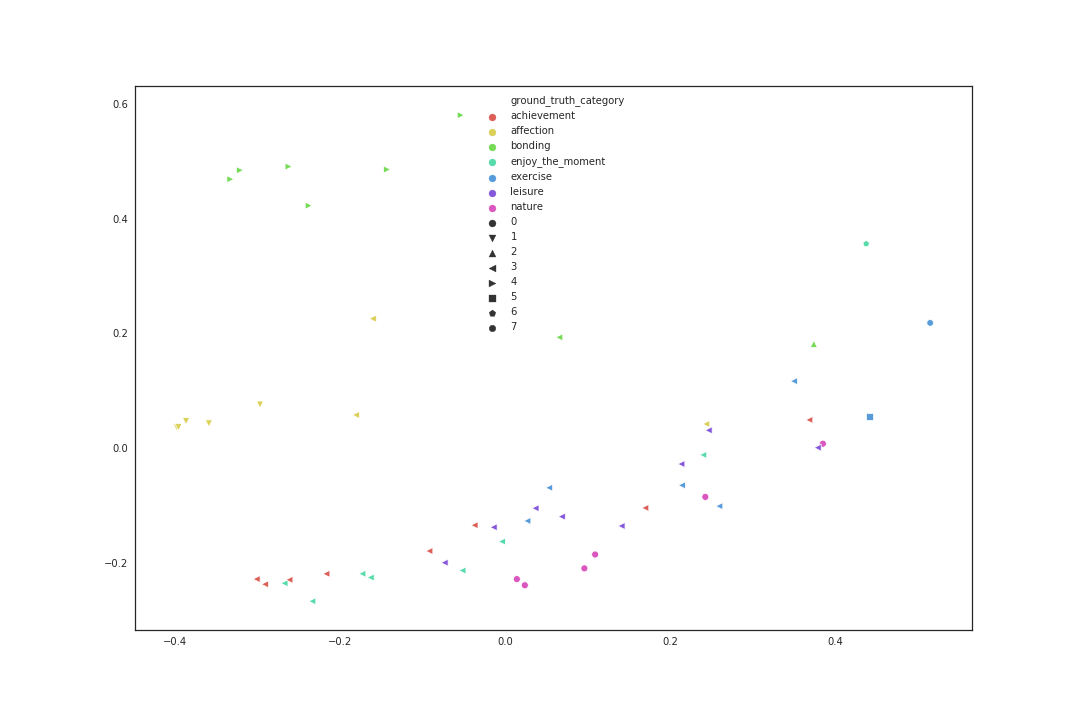 0.6
0.4
0.2
0.0
−0.2
−0.4
−0.2
0.0
0.2
0.4
ground_truth_category
achievement
affection
bonding
enjoy_the_moment
exercise
leisure
nature
0
1
2
3
4
5
6
7